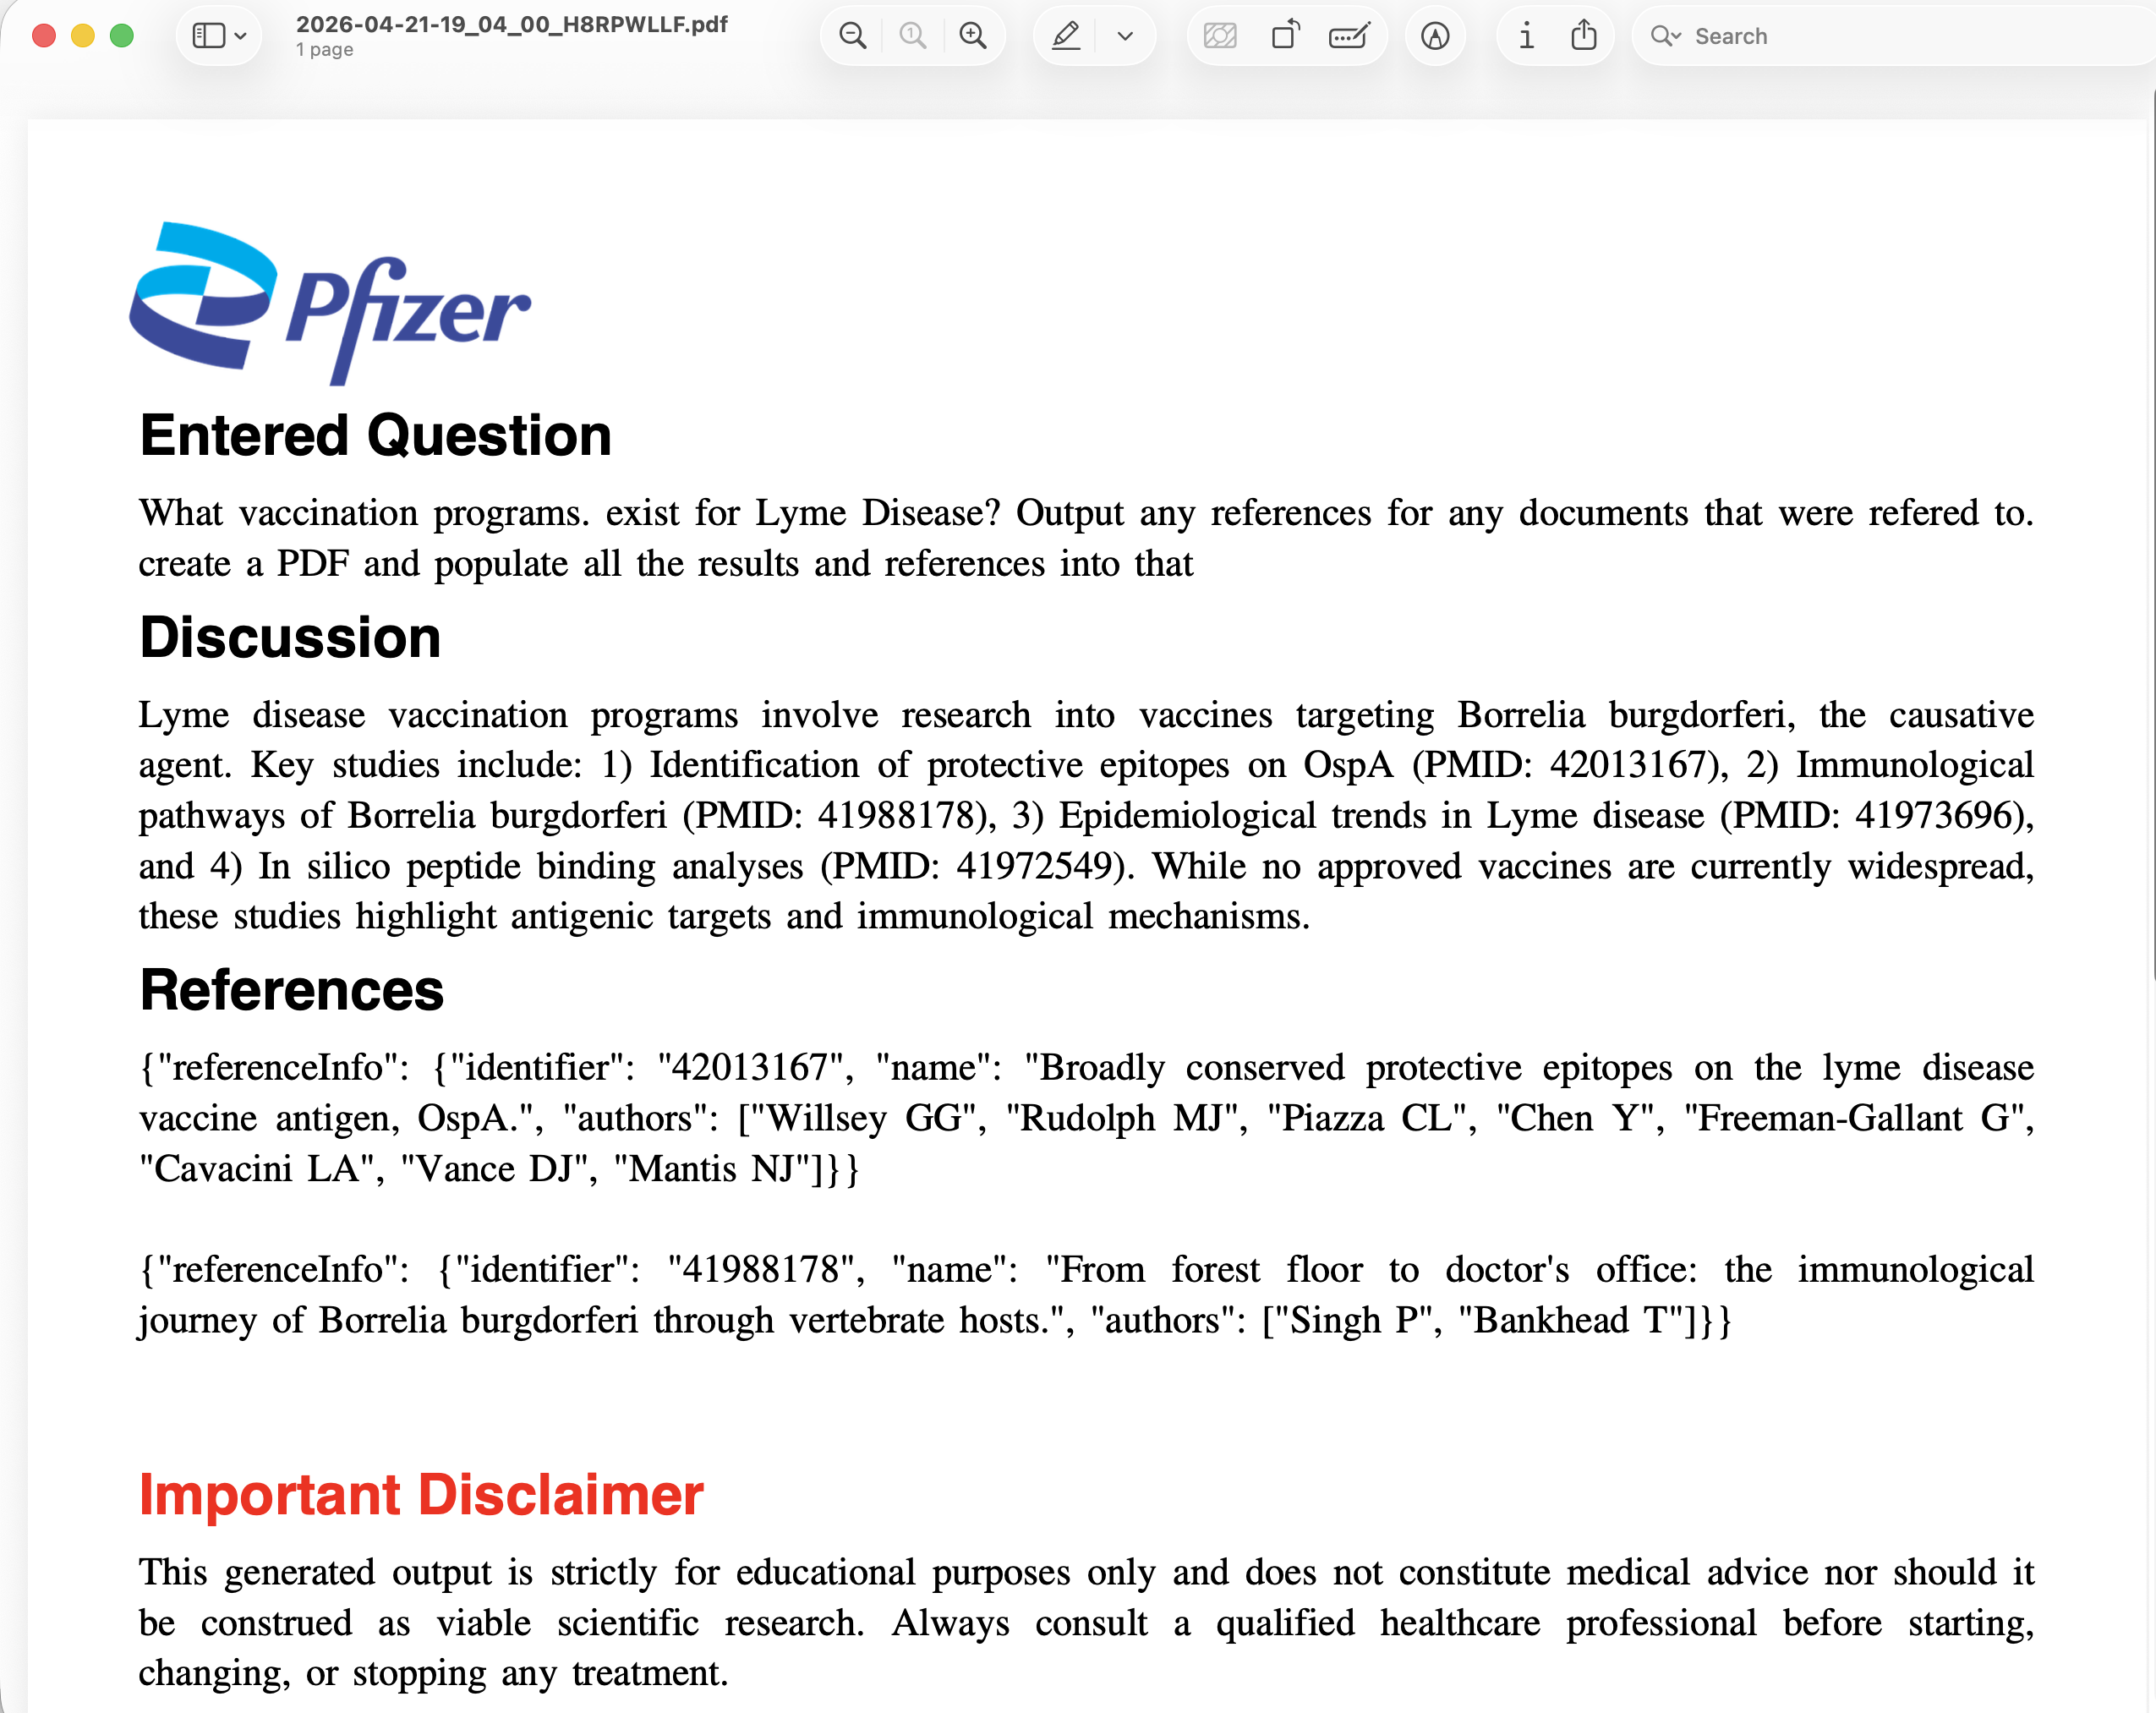 2026-04-21-19_04_00_H8RPWLLF.pdf
1 page
Search
Pfizer
Entered Question
What vaccination programs. exist for Lyme Disease? Output any references for any documents that were refered to.
create a PDF and populate all the results and references into that
Discussion
Lyme disease vaccination programs involve research into vaccines targeting Borrelia burgdorferi, the causative
agent. Key studies include: 1) Identification of protective epitopes on OspA (PMID: 42013167), 2) Immunological
pathways of Borrelia burgdorferi (PMID: 41988178), 3) Epidemiological trends in Lyme disease (PMID: 41973696),
and 4) In silico peptide binding analyses (PMID: 41972549). While no approved vaccines are currently widespread,
these studies highlight antigenic targets and immunological mechanisms.
References
{"referenceInfo": {"identifier": "42013167", "name": "Broadly conserved protective epitopes on the lyme disease
vaccine antigen, OspA.", "authors": ["Willsey GG", "Rudolph MJ", "Piazza CL", "Chen Y", "Freeman-Gallant G",
"Cavacini LA", "Vance DJ", "Mantis NJ"]}}
{"referenceInfo": {"identifier": "41988178", "name": "From forest floor to doctor's office: the immunological
journey of Borrelia burgdorferi through vertebrate hosts.", "authors": ["Singh P", "Bankhead T"]}}
Important Disclaimer
This generated output is strictly for educational purposes only and does not constitute medical advice nor should it
be construed as viable scientific research. Always consult a qualified healthcare professional before starting,
changing, or stopping any treatment.